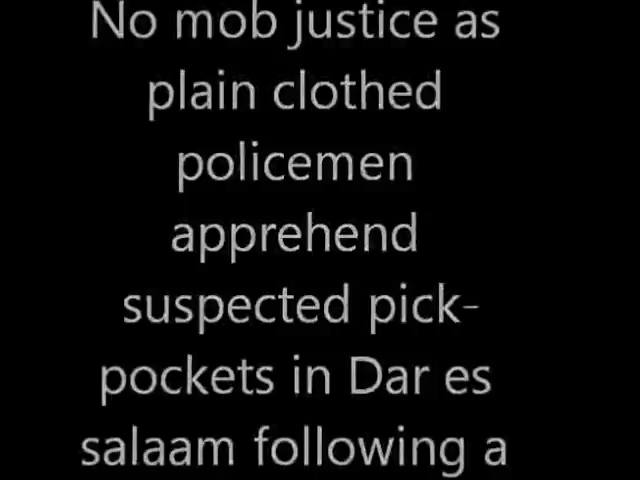 No mob justice as
plain clothed
policemen
apprehend
suspected pick-
pockets in Dar es
salaam following a